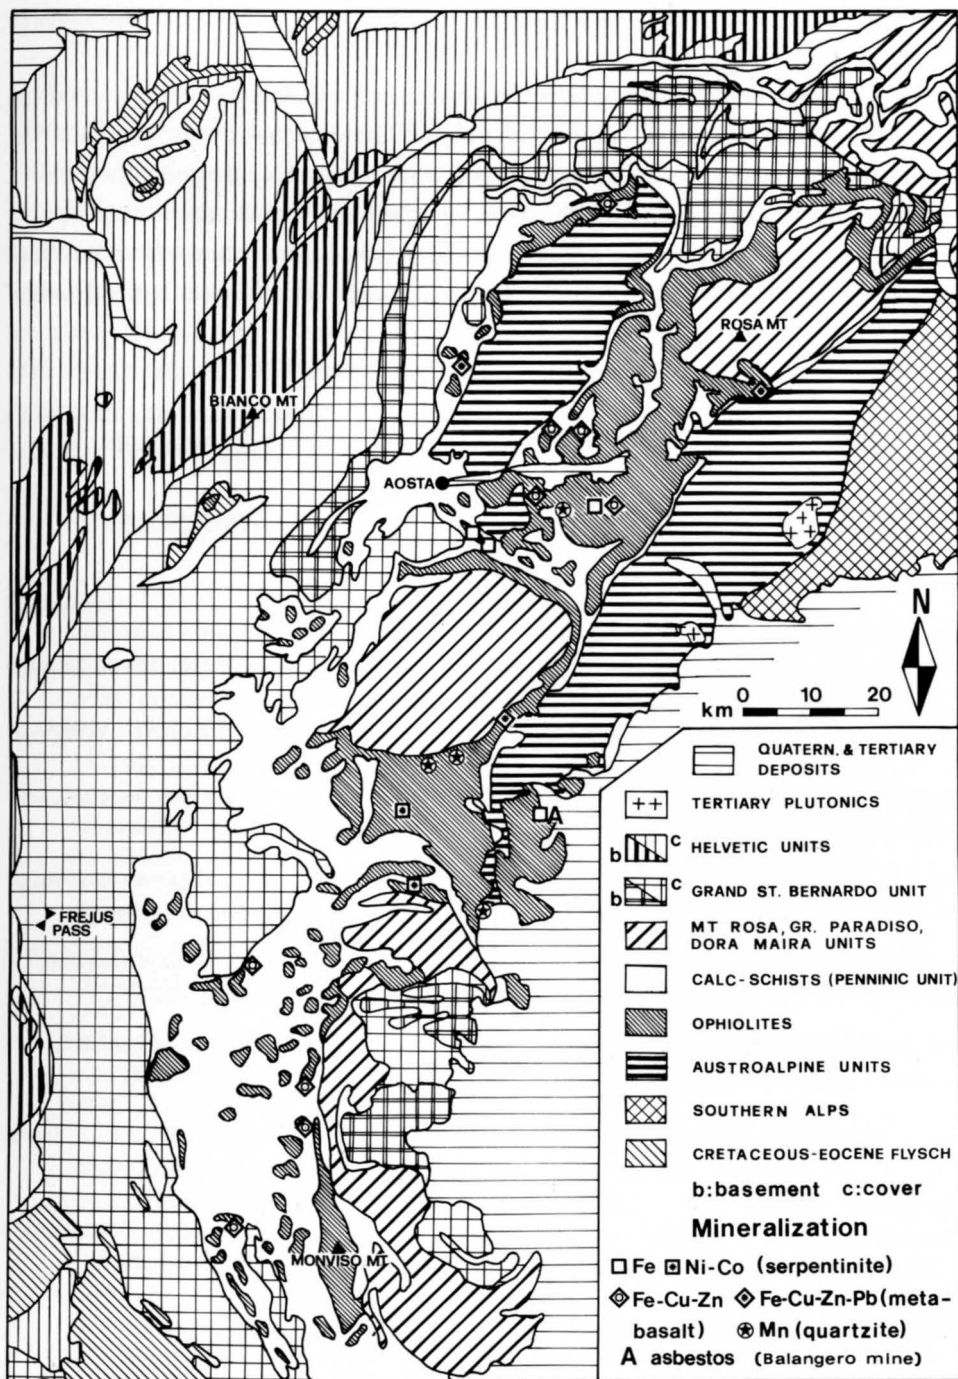 ROSA MT
BIANCO MT
AOSTA
N
0 10 20
km
A
FREJUS
PASS
MONVISO MT
QUATERN. & TERTIARY
DEPOSITS
TERTIARY PLUTONICS
b c HELVETIC UNITS
b c GRAND ST. BERNARDO UNIT
MT ROSA, GR. PARADISO,
DORA MAIRA UNITS
CALC-SCHISTS (PENNINIC UNIT)
OPHIOLITES
AUSTROALPINE UNITS
SOUTHERN ALPS
CRETACEOUS-EOCENE FLYSCH
b:basement c:cover
Mineralization
Fe Ni-Co (serpentinite)
Fe-Cu-Zn Fe-Cu-Zn-Pb (meta-
basalt) Mn (quartzite)
A asbestos (Balangero mine)